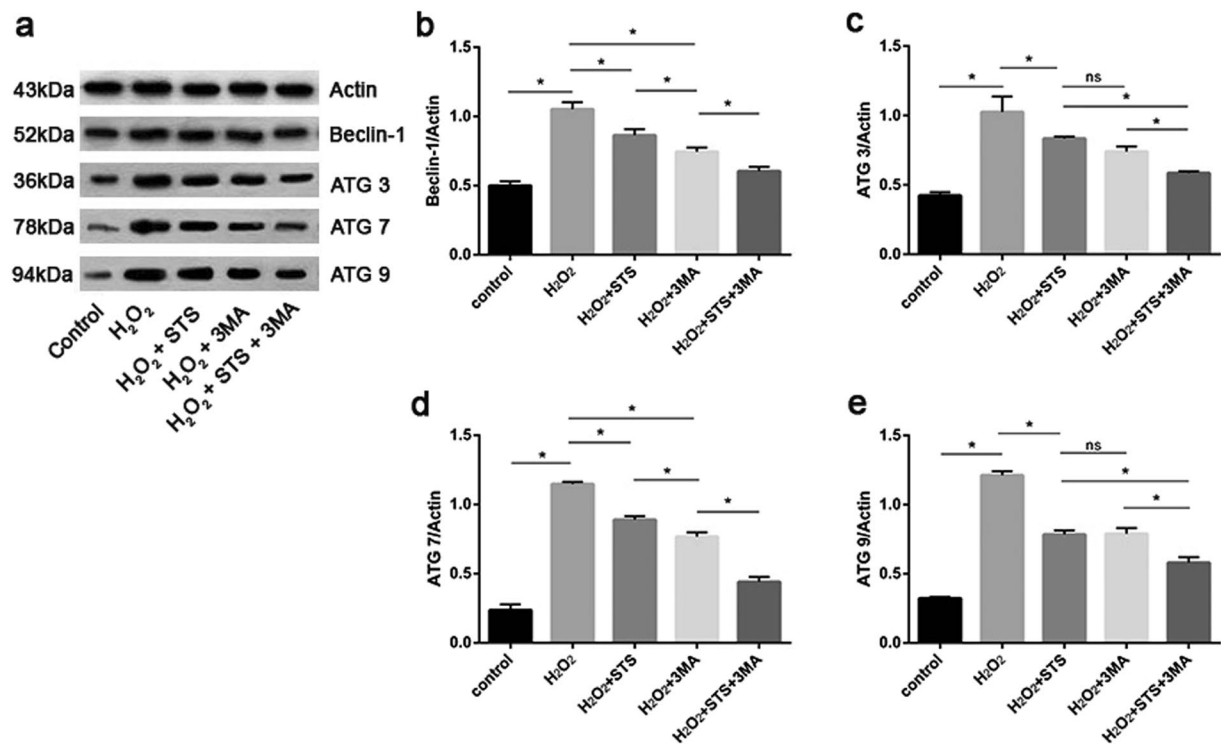 a
43kDa Actin
52kDa Beclin-1
36kDa ATG 3
78kDa ATG 7
94kDa ATG 9
Control
H₂O₂
H₂O₂ + STS
H₂O₂ + 3MA
H₂O₂ + STS + 3MA
b
Beclin-1/Actin
1.5
1.0
0.5
0.0
*
*
*
*
*
control
H₂O₂
H₂O₂+STS
H₂O₂+3MA
H₂O₂+STS+3MA
c
ATG 3/Actin
1.5
1.0
0.5
0.0
*
*
ns
*
*
control
H₂O₂
H₂O₂+STS
H₂O₂+3MA
H₂O₂+STS+3MA
d
ATG 7/Actin
1.5
1.0
0.5
0.0
*
*
*
*
*
control
H₂O₂
H₂O₂+STS
H₂O₂+3MA
H₂O₂+STS+3MA
e
ATG 9/Actin
1.5
1.0
0.5
0.0
*
*
ns
*
*
control
H₂O₂
H₂O₂+STS
H₂O₂+3MA
H₂O₂+STS+3MA